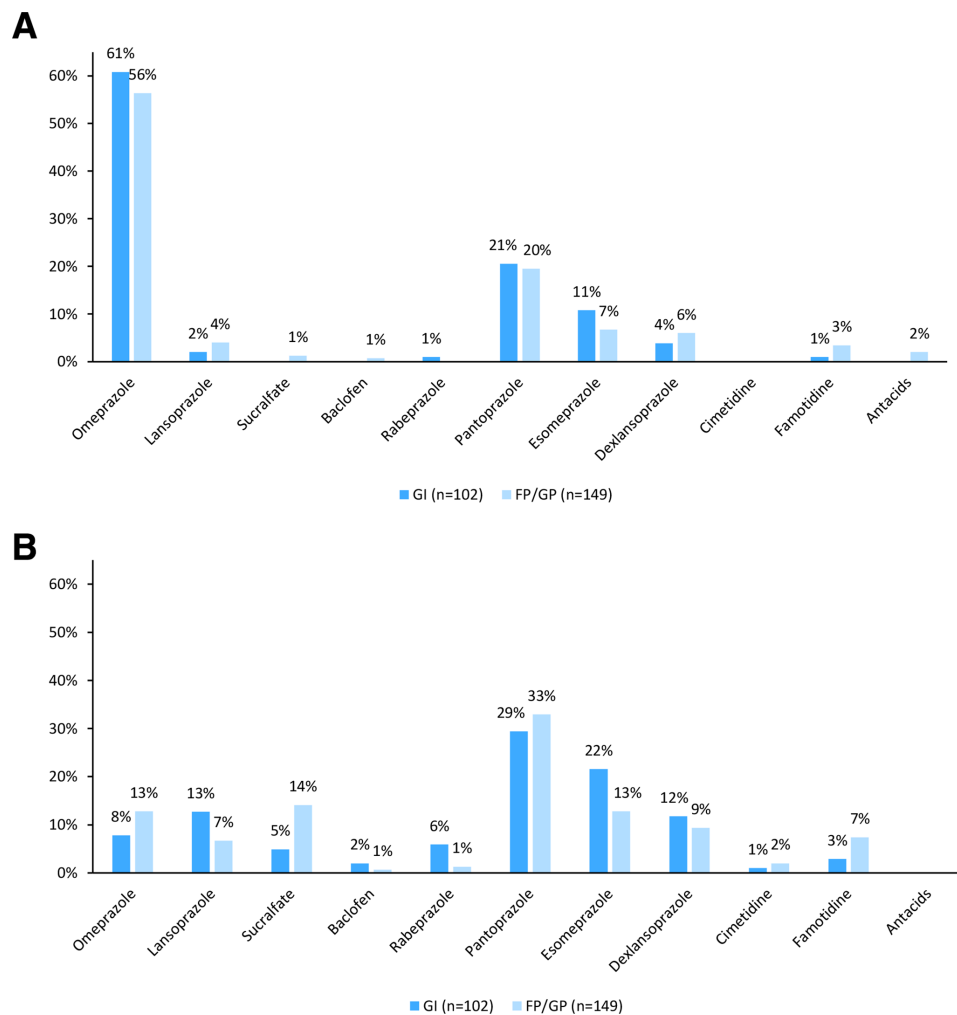 A
61%
56%
60%
50%
40%
30%
21%
20%
20%
11%
10%
7%
6%
4%
4%
3%
2%
2%
1%
1%
1%
1%
0%
Omeprazole
Lansoprazole
Sucralfate
Baclofen
Rabeprazole
Pantoprazole
Esomeprazole
Dexlansoprazole
Cimetidine
Famotidine
Antacids
GI (n=102) FP/GP (n=149)
B
60%
50%
40%
33%
30%
29%
22%
20%
14%
13%
13%
13%
12%
10%
9%
8%
7%
7%
6%
5%
3%
2%
2%
1%
1%
1%
0%
Omeprazole
Lansoprazole
Sucralfate
Baclofen
Rabeprazole
Pantoprazole
Esomeprazole
Dexlansoprazole
Cimetidine
Famotidine
Antacids
GI (n=102) FP/GP (n=149)